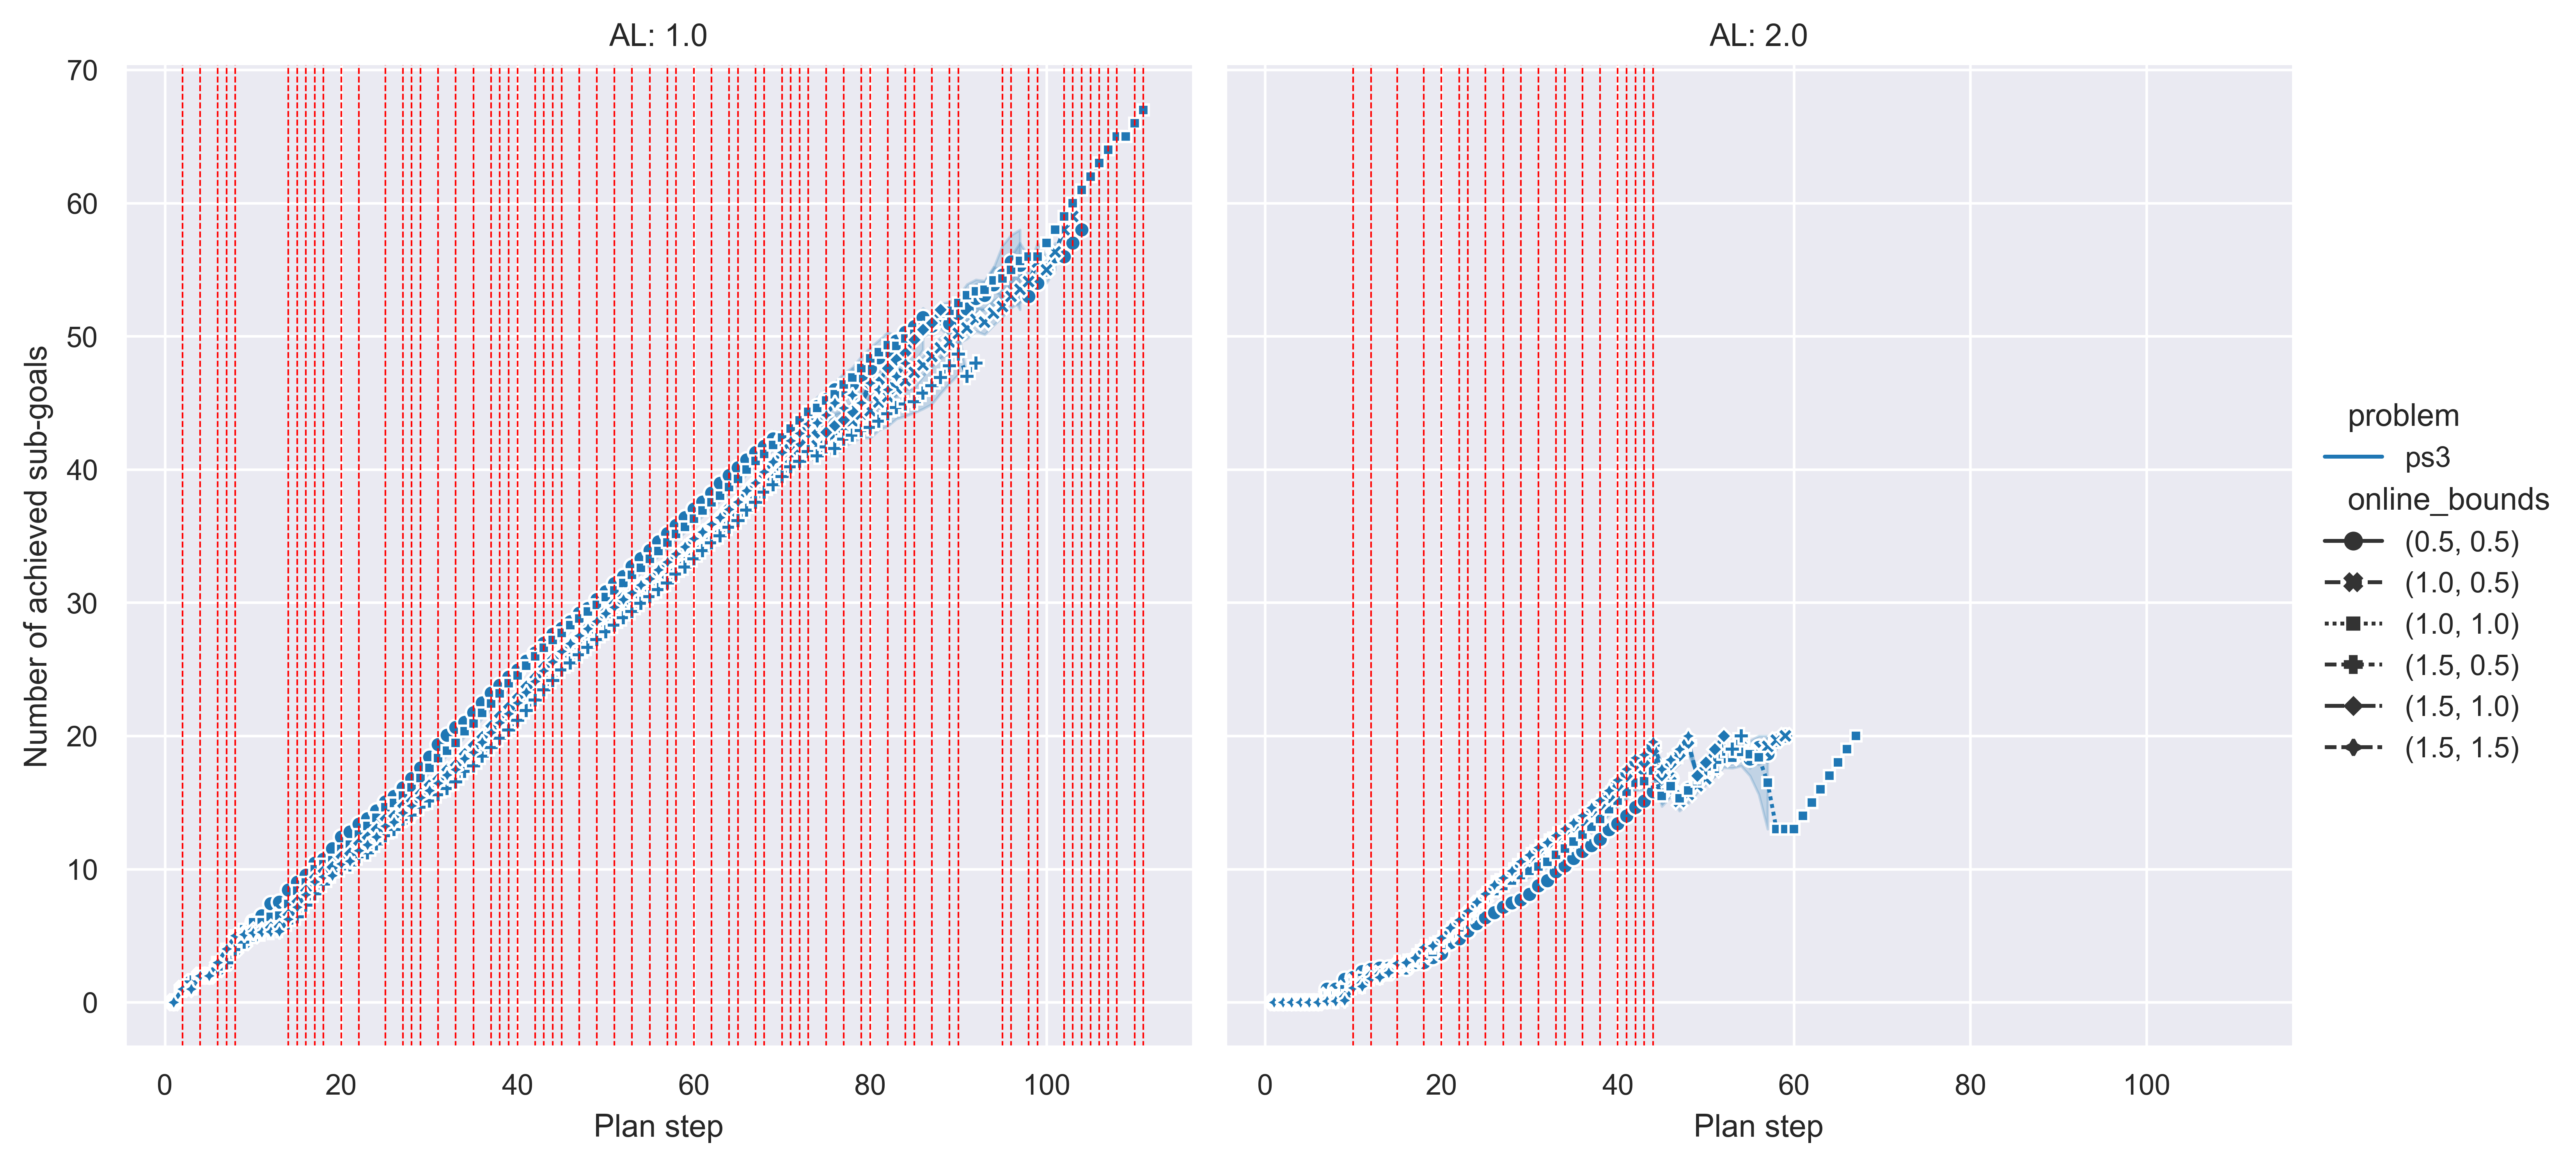 AL: 1.0
AL: 2.0
70
60
50
40
30
20
10
0
Number of achieved sub-goals
0 20 40 60 80 100
0 20 40 60 80 100
Plan step
Plan step
problem
ps3
online_bounds
(0.5, 0.5)
(1.0, 0.5)
(1.0, 1.0)
(1.5, 0.5)
(1.5, 1.0)
(1.5, 1.5)